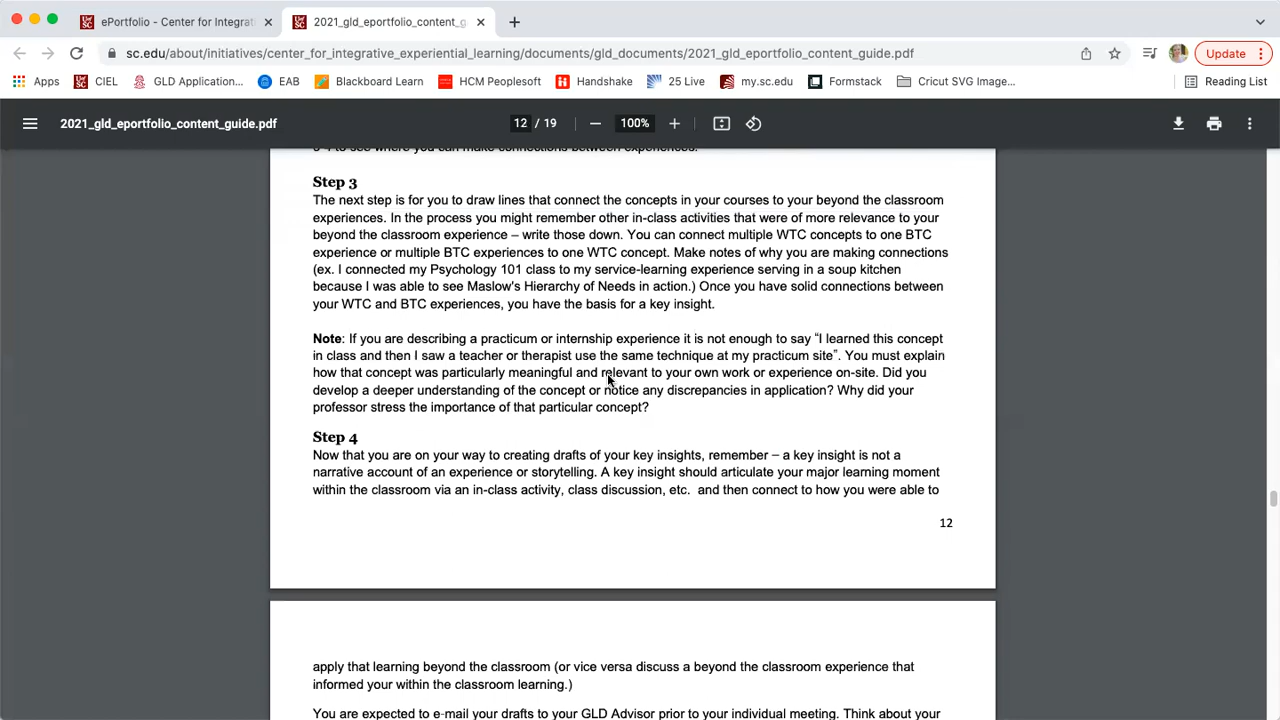 ePortfolio - Center for Integrati
2021_gld_eportfolio_content_g
sc.edu/about/initiatives/center_for_integrative_experiential_learning/documents/gld_documents/2021_gld_eportfolio_content_guide.pdf
Update
Apps
CIEL
GLD Application...
EAB
Blackboard Learn
HCM Peoplesoft
Handshake
25 Live
my.sc.edu
Formstack
Cricut SVG Image...
Reading List
2021_gld_eportfolio_content_guide.pdf
12 / 19
100%
3-4 to see where you can make connections between experiences.
Step 3
The next step is for you to draw lines that connect the concepts in your courses to your beyond the classroom
experiences. In the process you might remember other in-class activities that were of more relevance to your
beyond the classroom experience – write those down. You can connect multiple WTC concepts to one BTC
experience or multiple BTC experiences to one WTC concept. Make notes of why you are making connections
(ex. I connected my Psychology 101 class to my service-learning experience serving in a soup kitchen
because I was able to see Maslow's Hierarchy of Needs in action.) Once you have solid connections between
your WTC and BTC experiences, you have the basis for a key insight.
Note: If you are describing a practicum or internship experience it is not enough to say “I learned this concept
in class and then I saw a teacher or therapist use the same technique at my practicum site”. You must explain
how that concept was particularly meaningful and relevant to your own work or experience on-site. Did you
develop a deeper understanding of the concept or notice any discrepancies in application? Why did your
professor stress the importance of that particular concept?
Step 4
Now that you are on your way to creating drafts of your key insights, remember – a key insight is not a
narrative account of an experience or storytelling. A key insight should articulate your major learning moment
within the classroom via an in-class activity, class discussion, etc. and then connect to how you were able to
12
apply that learning beyond the classroom (or vice versa discuss a beyond the classroom experience that
informed your within the classroom learning.)
You are expected to e-mail your drafts to your GLD Advisor prior to your individual meeting. Think about your